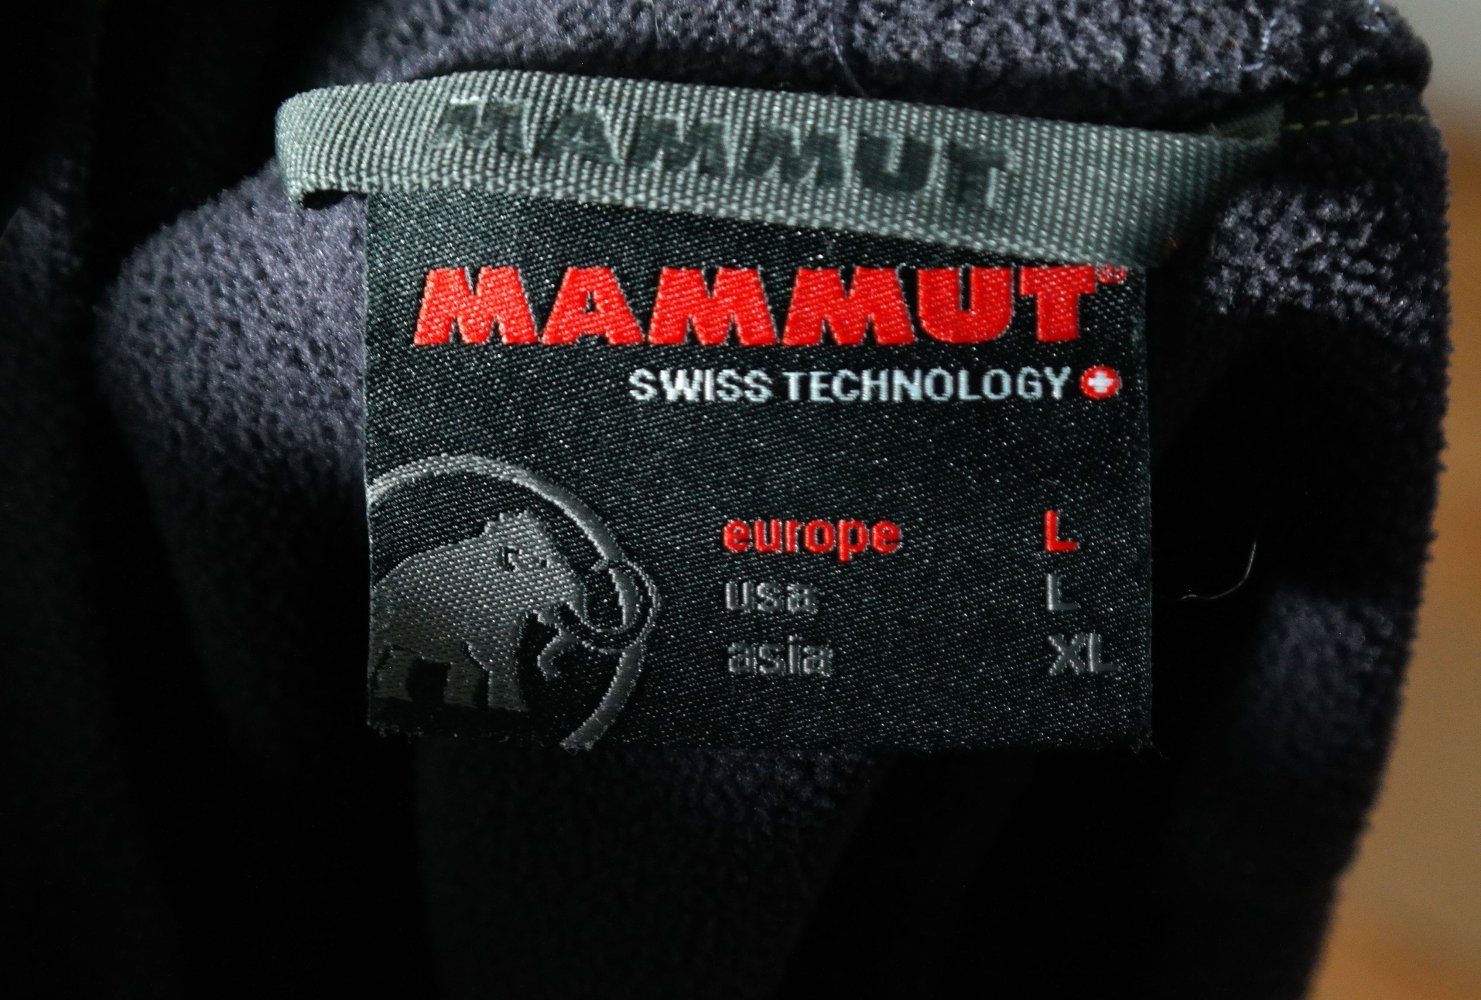 MAMMUT
MAMMUT®
SWISS TECHNOLOGY
europe L
usa L
asia XL